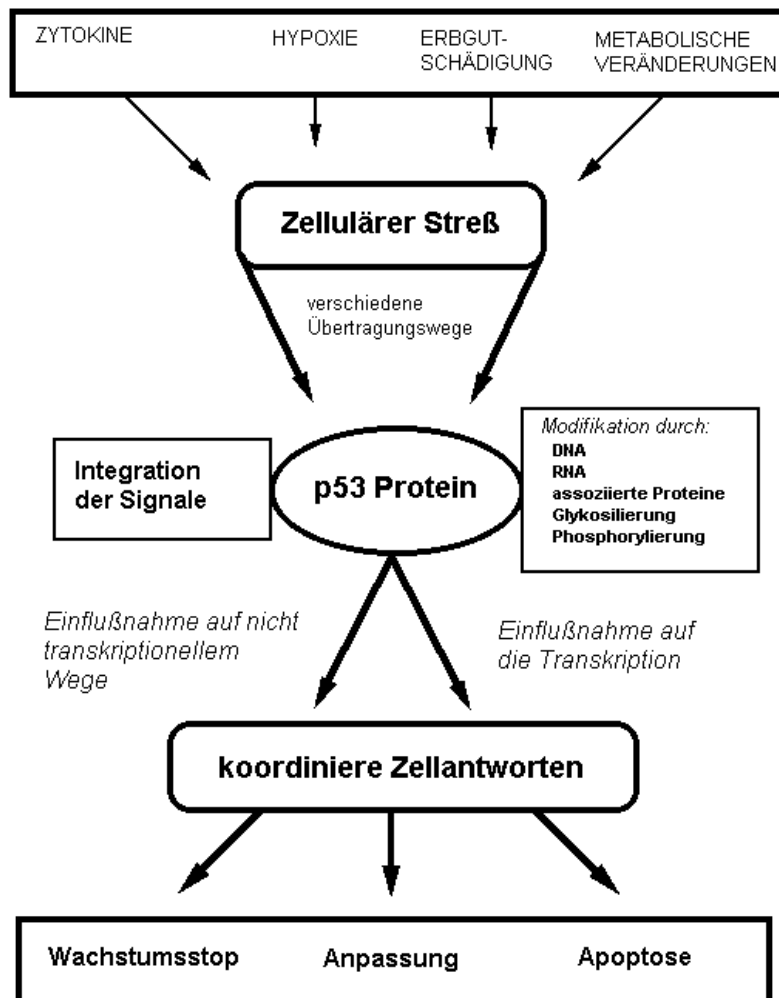 ZYTOKINE
HYPOXIE
ERBGUT-
SCHÄDIGUNG
METABOLISCHE
VERÄNDERUNGEN
Zellulärer Streß
verschiedene
Übertragungswege
Integration
der Signale
p53 Protein
Modifikation durch:
DNA
RNA
assoziierte Proteine
Glykosilierung
Phosphorylierung
Einflußnahme auf nicht
transkriptionellem
Wege
Einflußnahme auf
die Transkription
koordiniere Zellantworten
Wachstumsstop
Anpassung
Apoptose